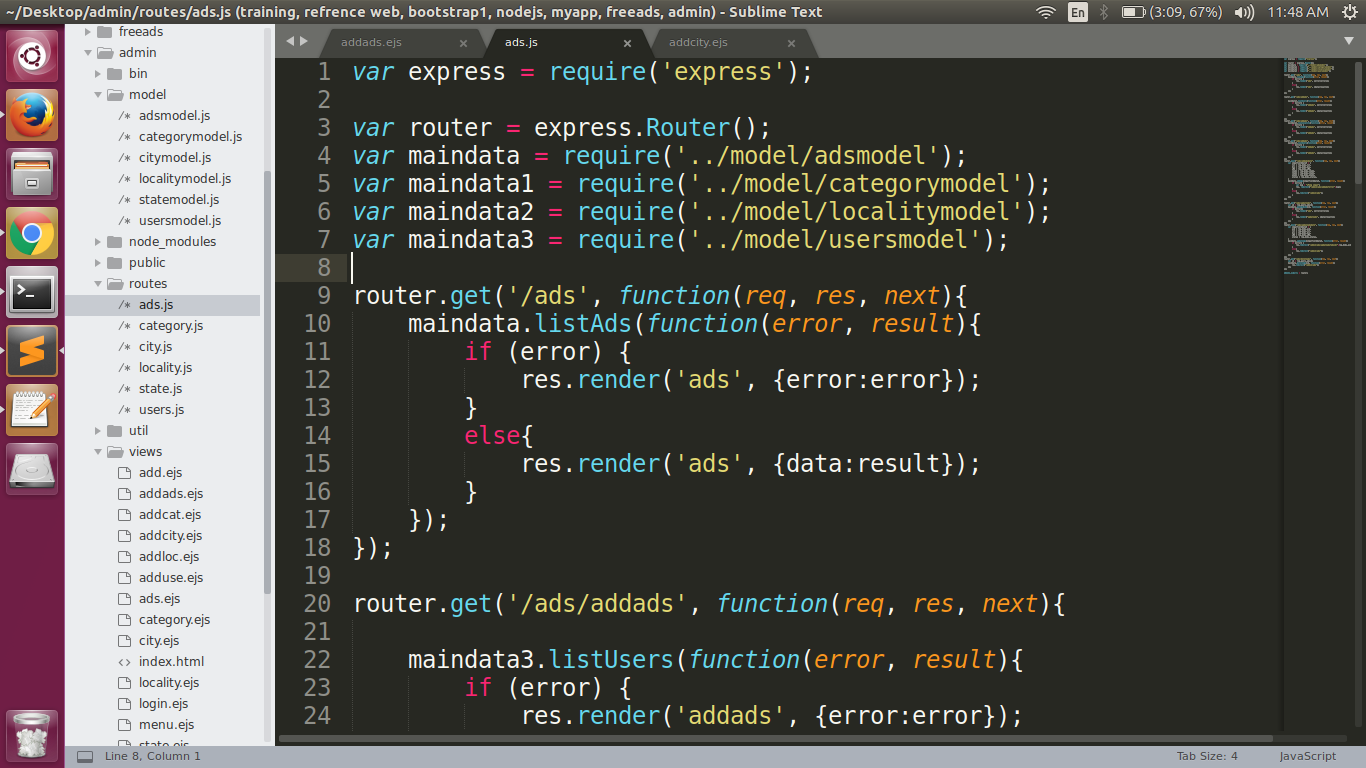 ~/Desktop/admin/routes/ads.js (training, refrence web, bootstrap1, nodejs, myapp, freeads, admin) - Sublime Text
En
(3:09, 67%)
11:48 AM
freeads
admin
bin
model
/* adsmodel.js
/* categorymodel.js
/* citymodel.js
/* localitymodel.js
/* statemodel.js
/* usersmodel.js
node_modules
public
routes
/* ads.js
/* category.js
/* city.js
/* locality.js
/* state.js
/* users.js
util
views
add.ejs
addads.ejs
addcat.ejs
addcity.ejs
addloc.ejs
adduse.ejs
ads.ejs
category.ejs
city.ejs
<> index.html
locality.ejs
login.ejs
menu.ejs
state.ejs
addads.ejs ×
ads.js ×
addcity.ejs ×
1 var express = require('express');
2
3 var router = express.Router();
4 var maindata = require('../model/adsmodel');
5 var maindata1 = require('../model/categorymodel');
6 var maindata2 = require('../model/localitymodel');
7 var maindata3 = require('../model/usersmodel');
8
9 router.get('/ads', function(req, res, next){
10 maindata.listAds(function(error, result){
11 if (error) {
12 res.render('ads', {error:error});
13 }
14 else{
15 res.render('ads', {data:result});
16 }
17 });
18 });
19
20 router.get('/ads/addads', function(req, res, next){
21
22 maindata3.listUsers(function(error, result){
23 if (error) {
24 res.render('addads', {error:error});
Line 8, Column 1
Tab Size: 4
JavaScript